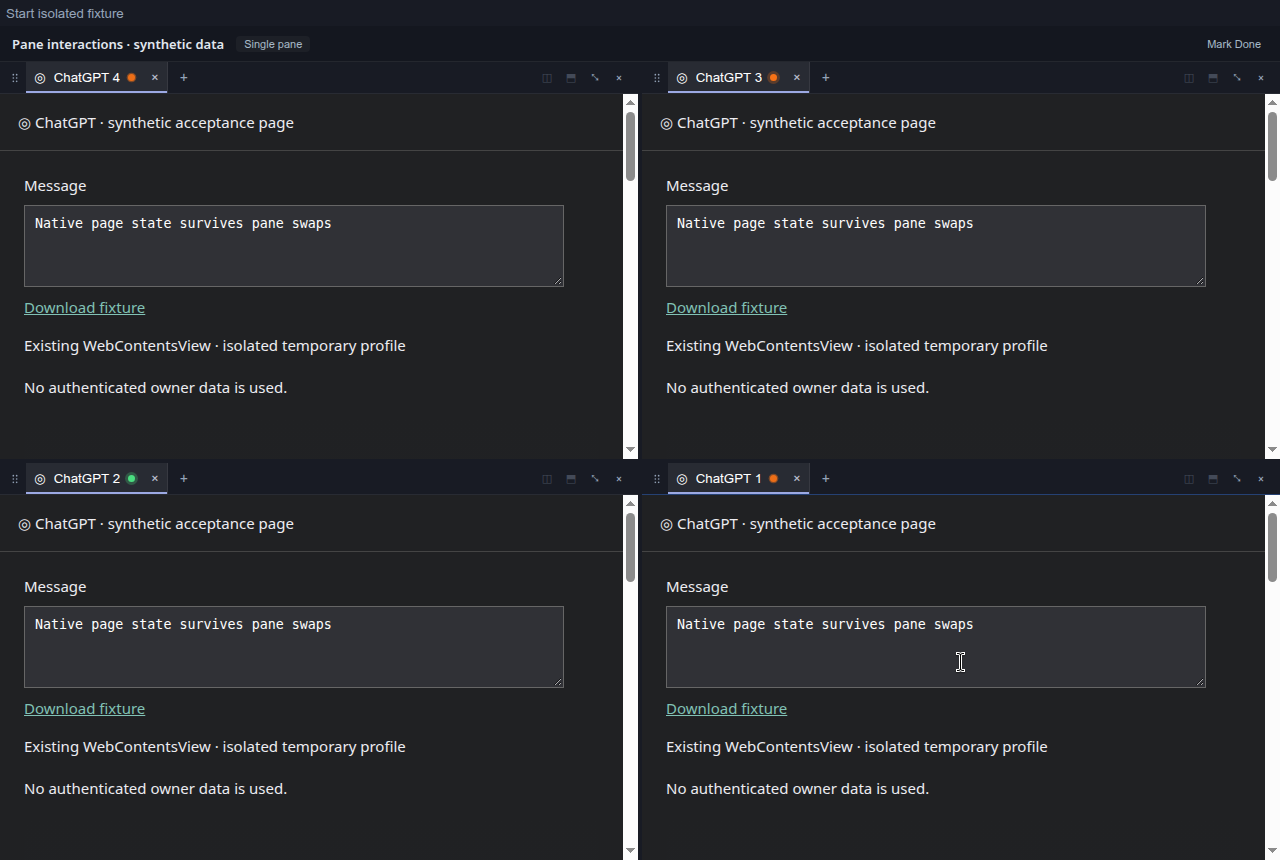 Start isolated fixture
Pane interactions · synthetic data Single pane Mark Done
ChatGPT 4 × + ×
ChatGPT · synthetic acceptance page
Message
Native page state survives pane swaps
Download fixture
Existing WebContentsView · isolated temporary profile
No authenticated owner data is used.
ChatGPT 3 × + ×
ChatGPT · synthetic acceptance page
Message
Native page state survives pane swaps
Download fixture
Existing WebContentsView · isolated temporary profile
No authenticated owner data is used.
ChatGPT 2 × + ×
ChatGPT · synthetic acceptance page
Message
Native page state survives pane swaps
Download fixture
Existing WebContentsView · isolated temporary profile
No authenticated owner data is used.
ChatGPT 1 × + ×
ChatGPT · synthetic acceptance page
Message
Native page state survives pane swaps
Download fixture
Existing WebContentsView · isolated temporary profile
No authenticated owner data is used.